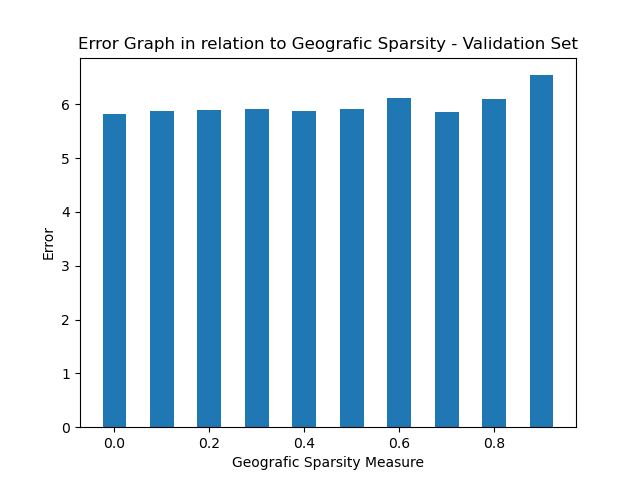 Error Graph in relation to Geografic Sparsity - Validation Set
6
5
4
3
2
1
0
Error
0.0 0.2 0.4 0.6 0.8
Geografic Sparsity Measure